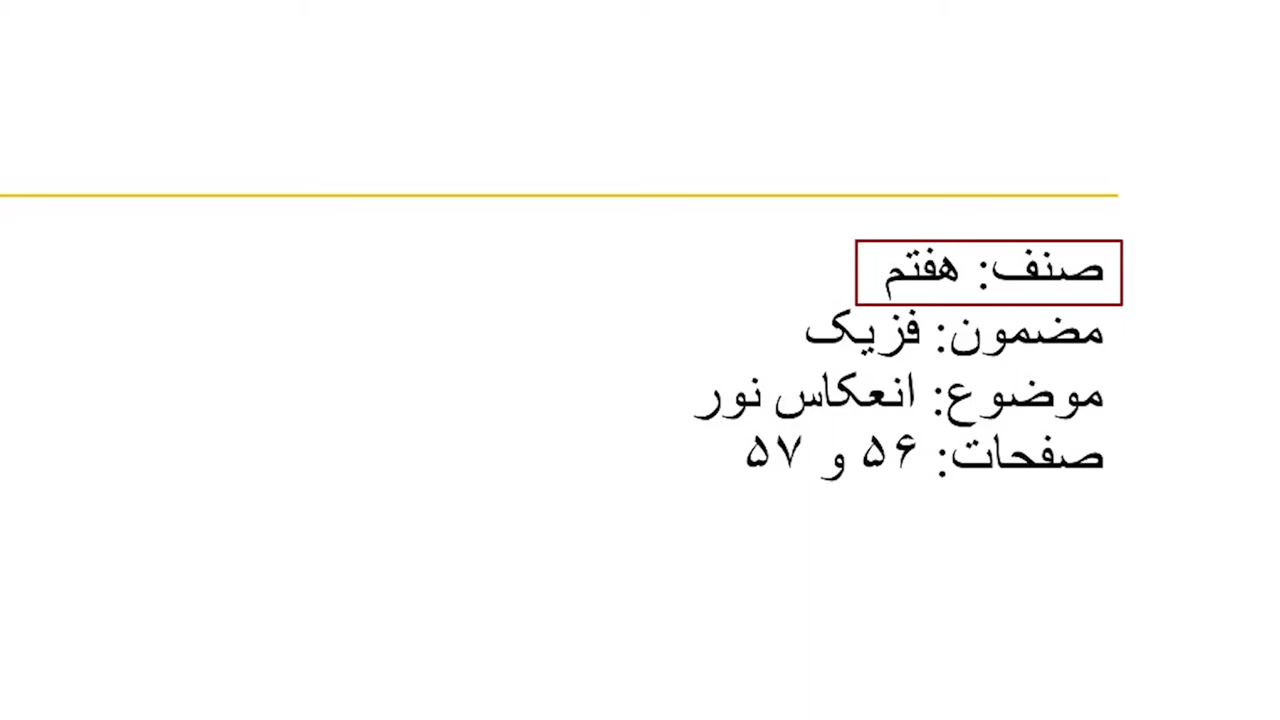 صنف: هفتم
مضمون: فزیک
موضوع: انعکاس نور
صفحات: ۵۶ و ۵۷